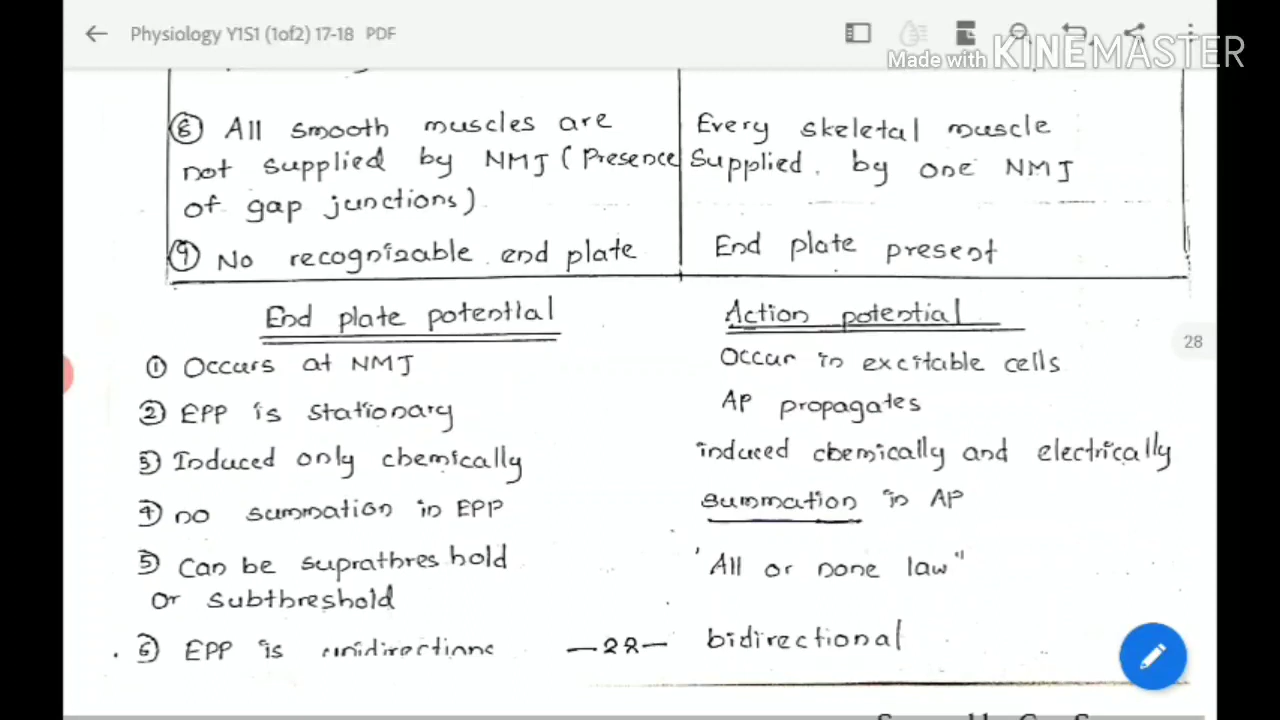 Physiology Y1S1 (1of2) 17-18 PDF
Made with KINEMASTER
⑧ All smooth muscles are
not supplied by NMJ (Presence
of gap junctions)
Every skeletal muscle
supplied. by one NMJ
⑨ No recognizable end plate
End plate present
End plate potential
Action potential
① Occurs at NMJ
Occur in excitable cells
28
② EPP is stationary
AP propagates
③ Induced only chemically
induced chemically and electrically
④ no summation in EPP
summation in AP
⑤ Can be suprathreshold
or subthreshold
'All or none law"
⑥ EPP is
—28—
bidirectional